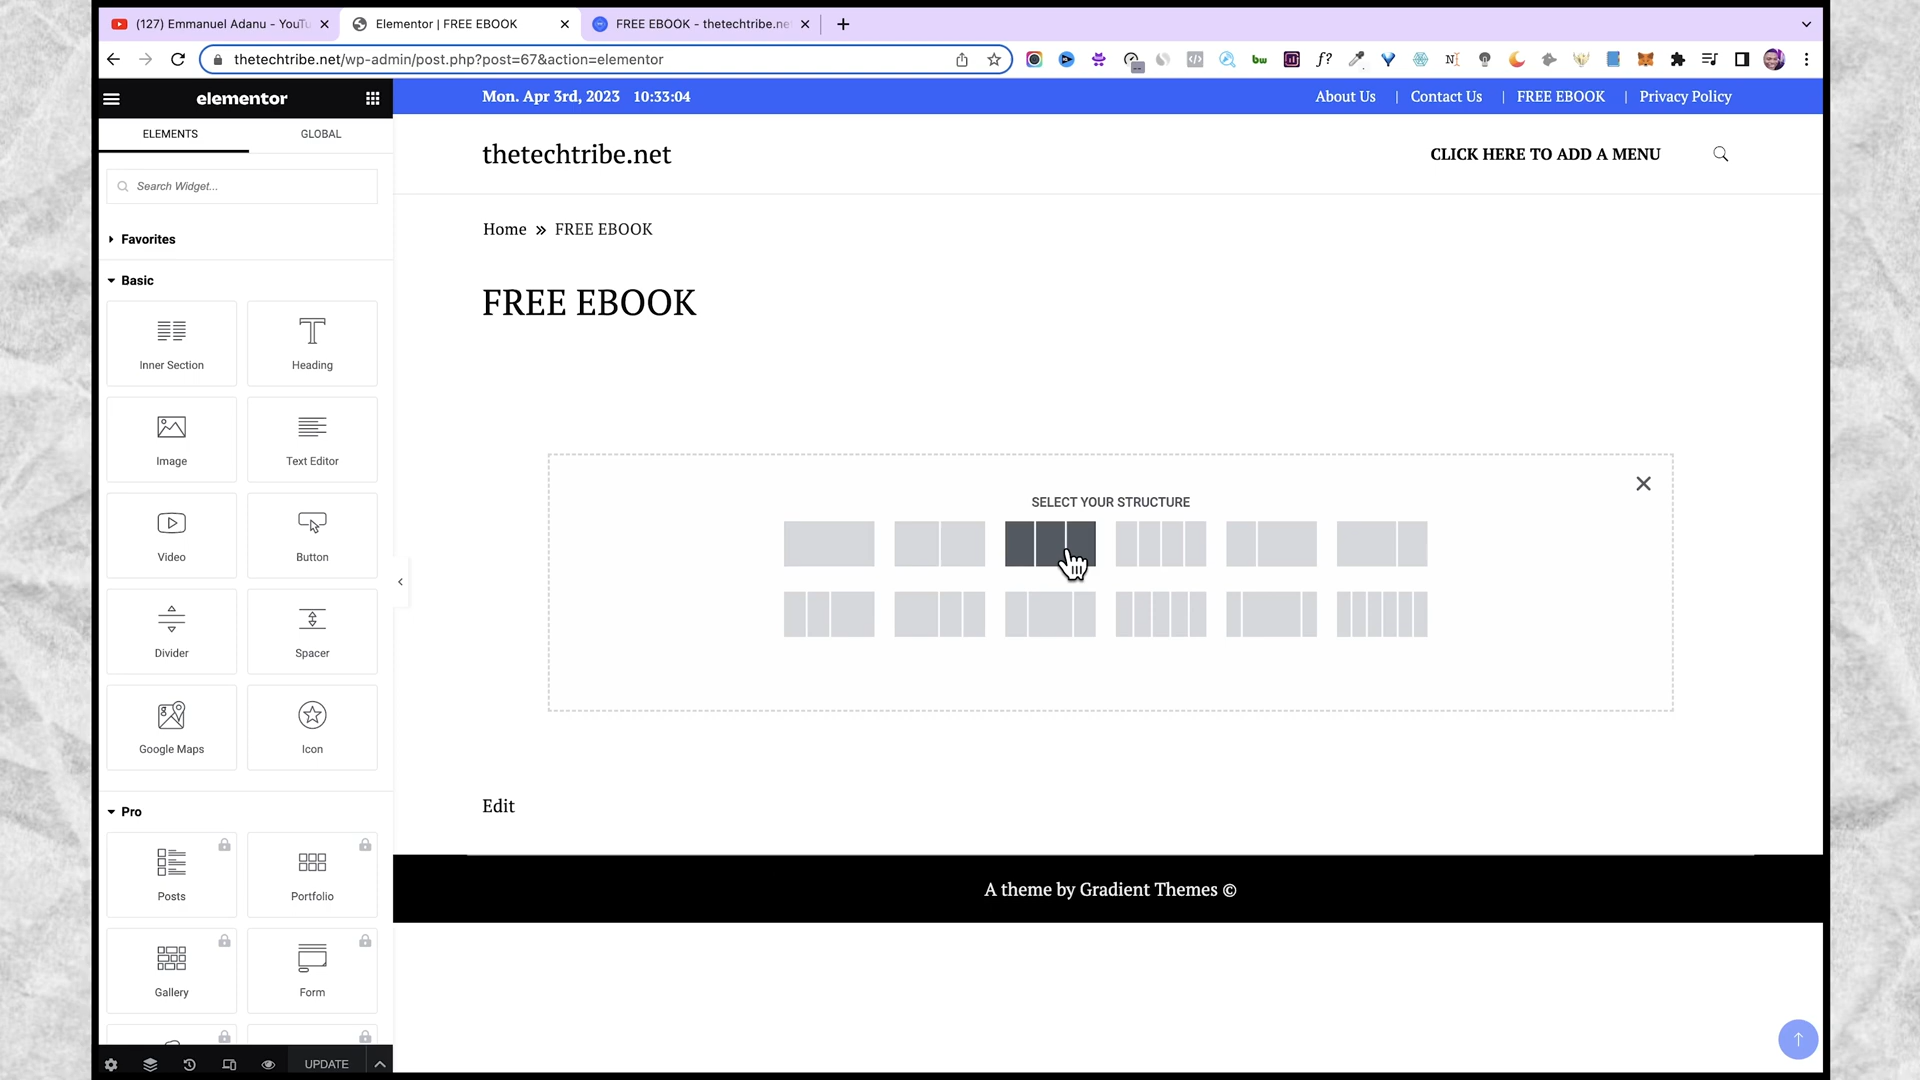 (127) Emmanuel Adanu - YouTu
Elementor | FREE EBOOK
FREE EBOOK - thetechtribe.ne
thetechtribe.net/wp-admin/post.php?post=67&action=elementor
elementor
ELEMENTS
GLOBAL
Search Widget...
Favorites
Basic
Inner Section
Heading
Image
Text Editor
Video
Button
Divider
Spacer
Google Maps
Icon
Pro
Posts
Portfolio
Gallery
Form
UPDATE
Mon. Apr 3rd, 2023 10:33:04
About Us | Contact Us | FREE EBOOK | Privacy Policy
thetechtribe.net
CLICK HERE TO ADD A MENU
Home » FREE EBOOK
FREE EBOOK
SELECT YOUR STRUCTURE
Edit
A theme by Gradient Themes ©